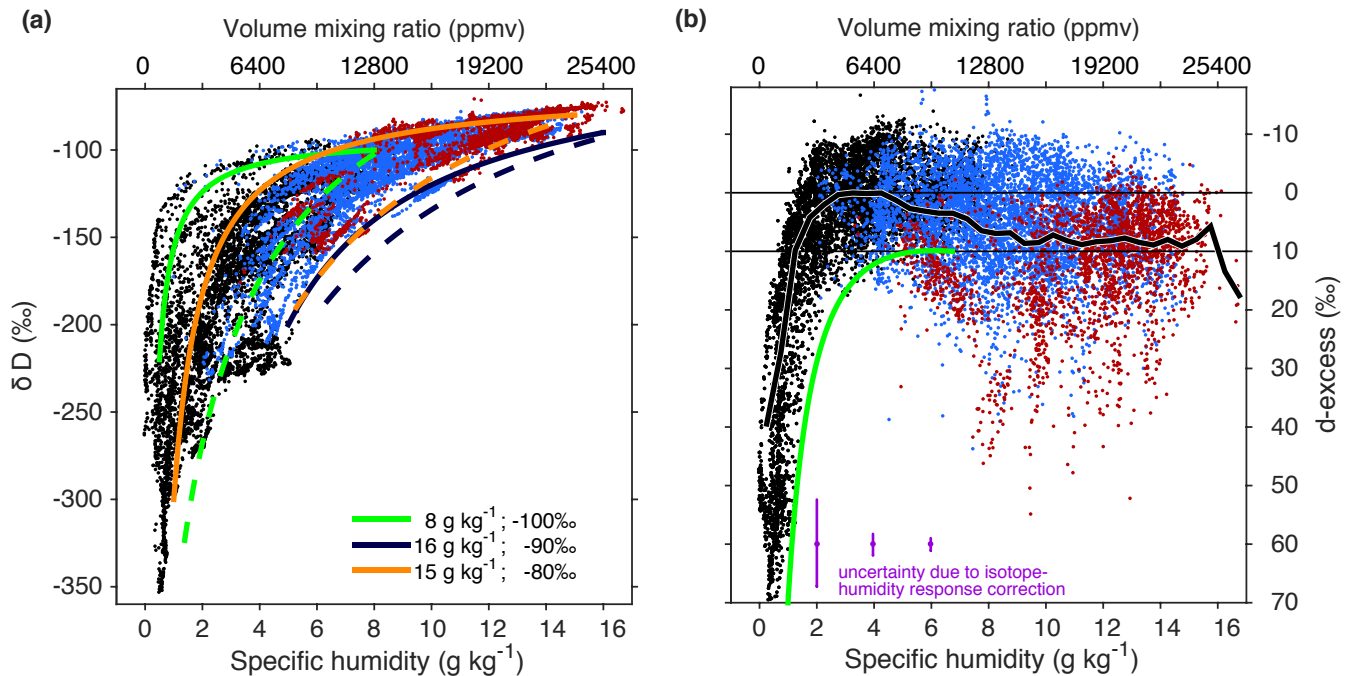 (a)
Volume mixing ratio (ppmv)
0 6400 12800 19200 25400
-100
-150
-200
-250
-300
-350
δ D (‰)
8 g kg⁻¹ ; -100‰
16 g kg⁻¹ ; -90‰
15 g kg⁻¹ ; -80‰
0 2 4 6 8 10 12 14 16
Specific humidity (g kg⁻¹)
(b)
Volume mixing ratio (ppmv)
0 6400 12800 19200 25400
-10
0
10
20
30
40
50
60
70
d-excess (‰)
uncertainty due to isotope-
humidity response correction
0 2 4 6 8 10 12 14 16
Specific humidity (g kg⁻¹)